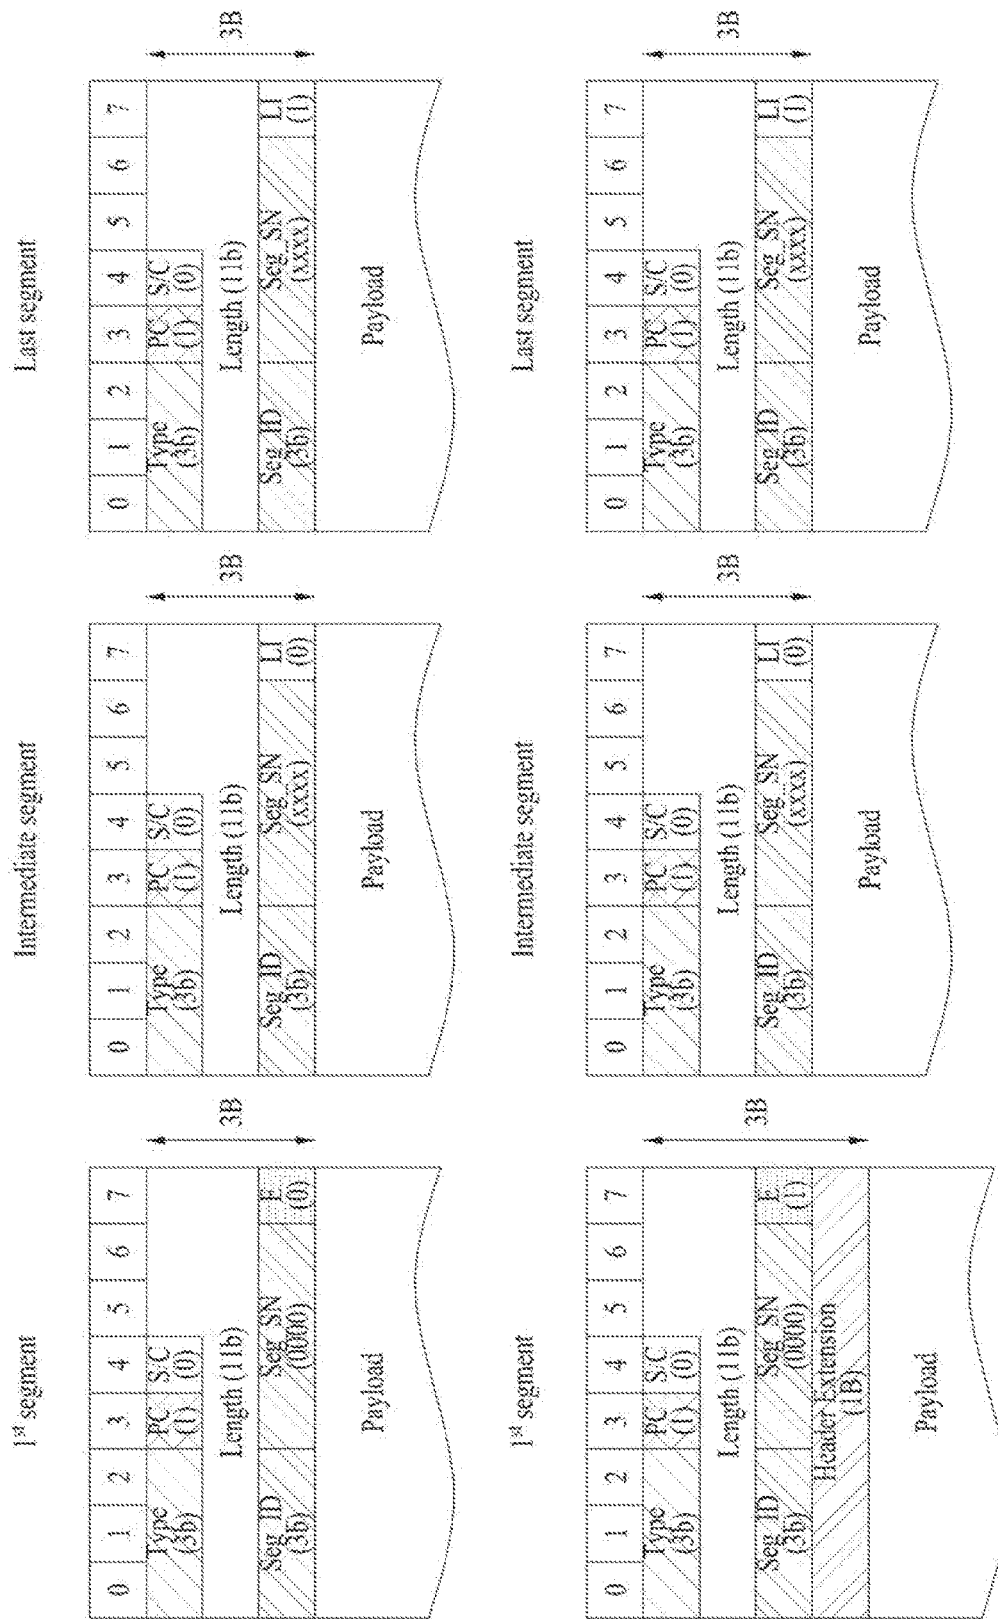 1st segment
0 1 2 3 4 5 6 7
Type
(3b)
PC
(1)
S/C
(0)
Length (11b)
Seg_ID
(3b)
Seg_SN
(0000)
E
(0)
Payload
3B
Intermediate segment
0 1 2 3 4 5 6 7
Type
(3b)
PC
(1)
S/C
(0)
Length (11b)
Seg_ID
(3b)
Seg_SN
(xxxx)
LI
(0)
Payload
3B
Last segment
0 1 2 3 4 5 6 7
Type
(3b)
PC
(1)
S/C
(0)
Length (11b)
Seg_ID
(3b)
Seg_SN
(xxxx)
LI
(1)
Payload
3B
1st segment
0 1 2 3 4 5 6 7
Type
(3b)
PC
(1)
S/C
(0)
Length (11b)
Seg_ID
(3b)
Seg_SN
(0000)
E
(1)
Header Extension
(1B)
Payload
3B
Intermediate segment
0 1 2 3 4 5 6 7
Type
(3b)
PC
(1)
S/C
(0)
Length (11b)
Seg_ID
(3b)
Seg_SN
(xxxx)
LI
(0)
Payload
3B
Last segment
0 1 2 3 4 5 6 7
Type
(3b)
PC
(1)
S/C
(0)
Length (11b)
Seg_ID
(3b)
Seg_SN
(xxxx)
LI
(1)
Payload
3B